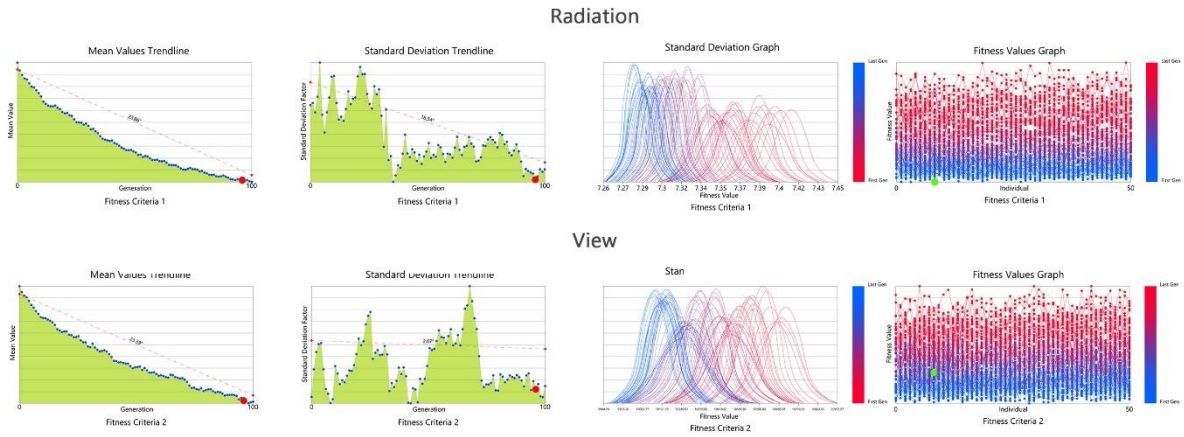 Radiation
Mean Values Trendline
Mean Value
23.86°
0
100
Generation
Fitness Criteria 1
Standard Deviation Trendline
Standard Deviation Factor
16.54°
0
100
Generation
Fitness Criteria 1
Standard Deviation Graph
7.26 7.27 7.29 7.3 7.32 7.34 7.35 7.37 7.39 7.4 7.42 7.43 7.45
Fitness Value
Fitness Criteria 1
Last Gen
First Gen
Fitness Values Graph
Fitness Value
0
50
Individual
Fitness Criteria 1
Last Gen
First Gen
View
Mean Values Trendline
Mean Value
0
100
Generation
Fitness Criteria 2
Standard Deviation Trendline
Standard Deviation Factor
2.67°
0
100
Generation
Fitness Criteria 2
Stan
Fitness Value
Fitness Criteria 2
Last Gen
First Gen
Fitness Values Graph
Fitness Value
0
50
Individual
Fitness Criteria 2
Last Gen
First Gen